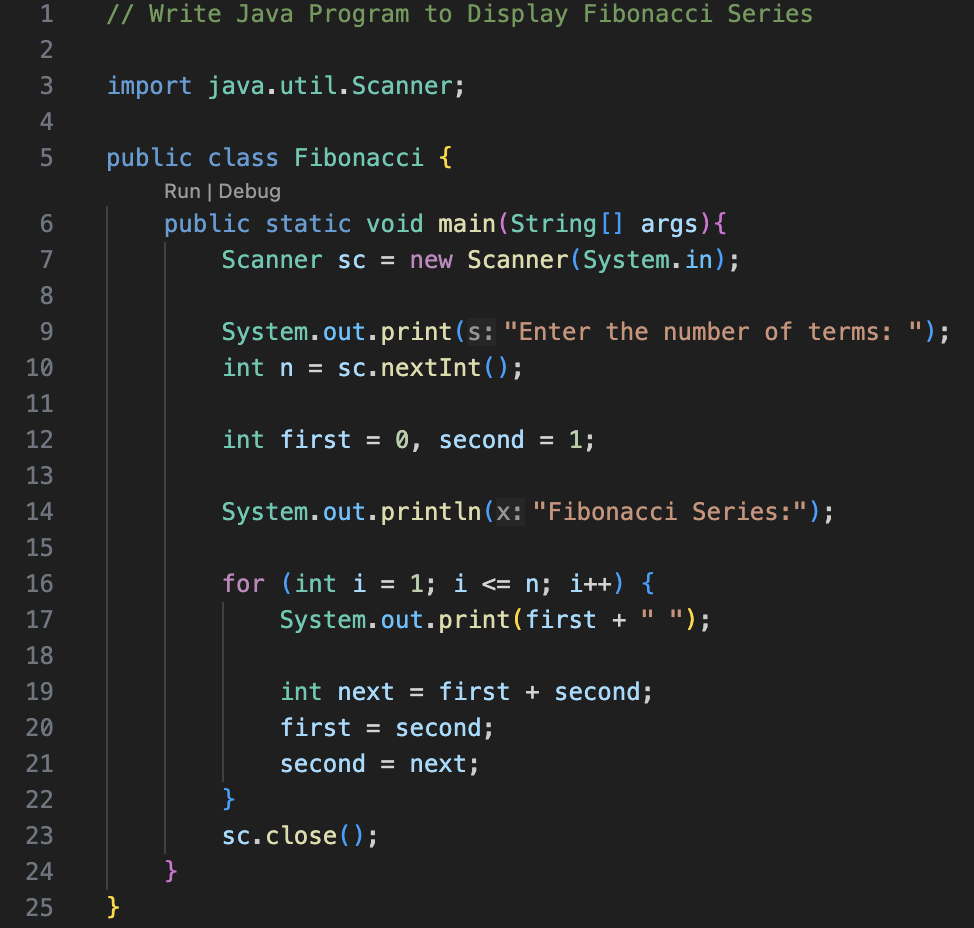 1 // Write Java Program to Display Fibonacci Series
2
3 import java.util.Scanner;
4
5 public class Fibonacci {
Run | Debug
6 public static void main(String[] args){
7 Scanner sc = new Scanner(System.in);
8
9 System.out.print(s: "Enter the number of terms: ");
10 int n = sc.nextInt();
11
12 int first = 0, second = 1;
13
14 System.out.println(x: "Fibonacci Series:");
15
16 for (int i = 1; i <= n; i++) {
17 System.out.print(first + " ");
18
19 int next = first + second;
20 first = second;
21 second = next;
22 }
23 sc.close();
24 }
25 }